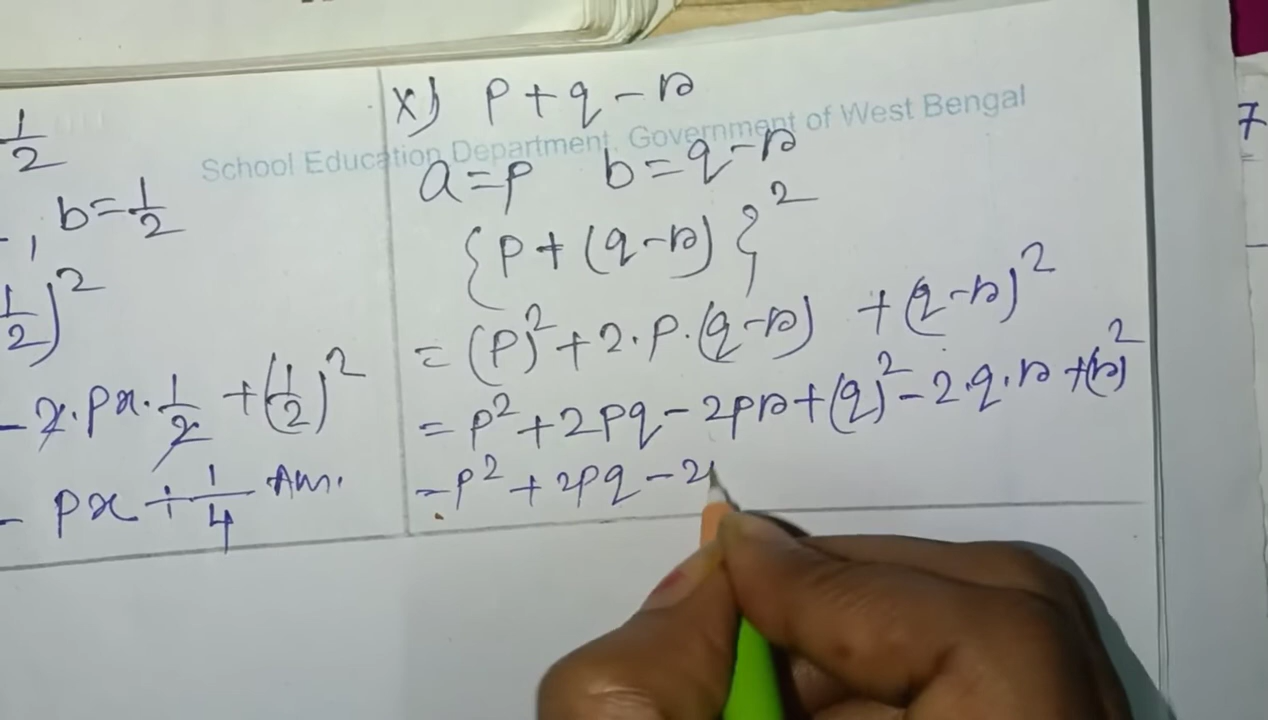 1/2
, b=1/2
1/2)²
- 2·px·1/2 + (1/2)²
- px + 1/4 Ans.
x) p+q-r
School Education Department, Government of West Bengal
a=p b=q-r
{p+(q-r)}²
= (p)²+2·p·(q-r) +(q-r)²
= p²+2pq-2pr+(q)²-2·q·r+(r)²
=p²+2pq-2
7